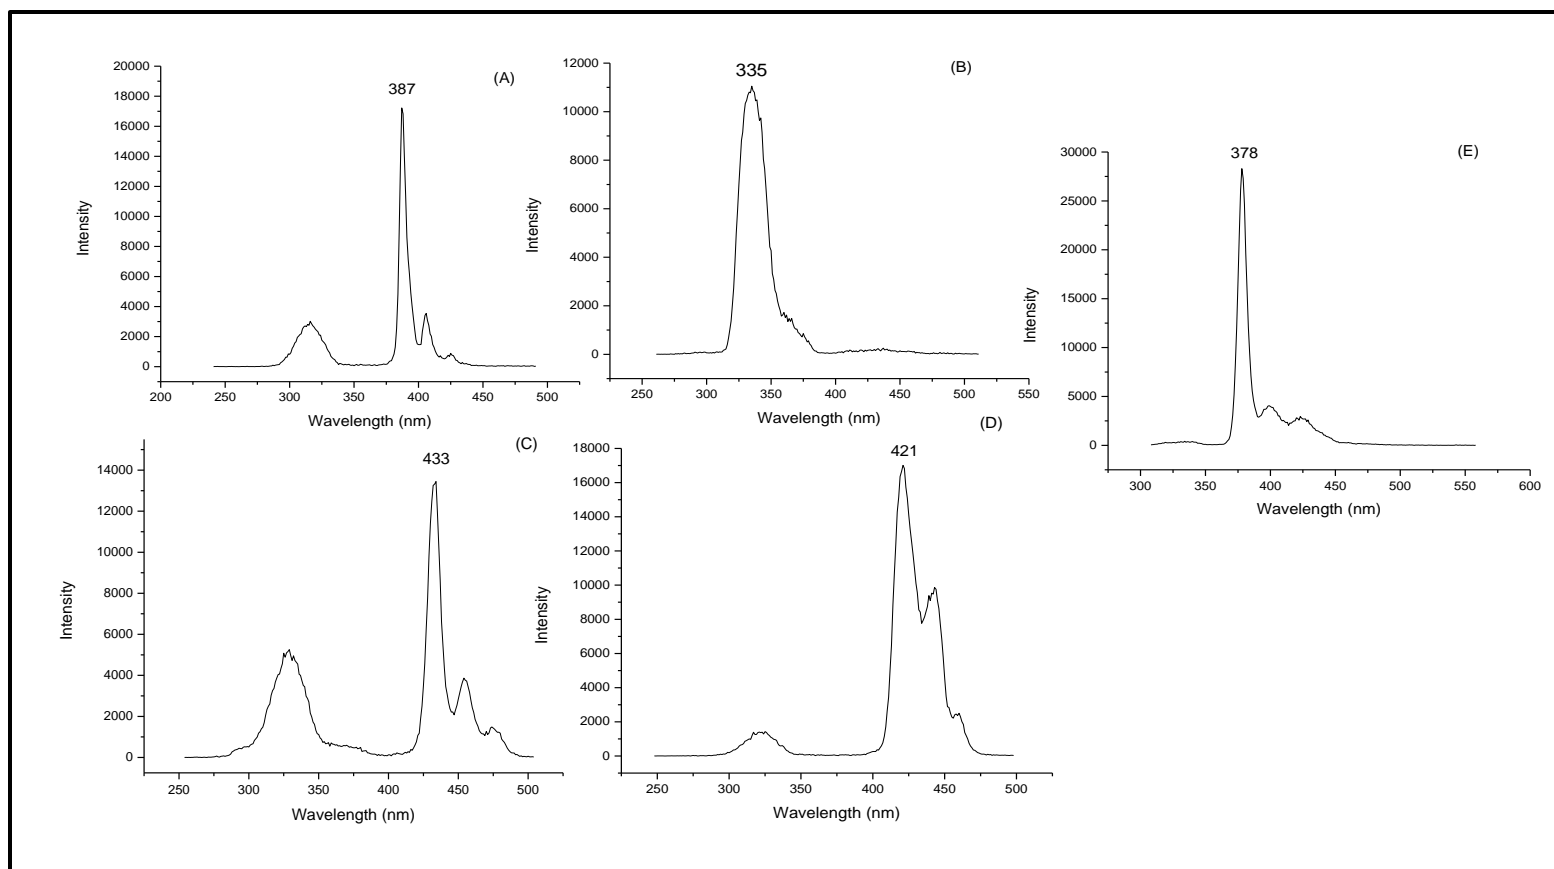 (A)
387
Intensity
20000
18000
16000
14000
12000
10000
8000
6000
4000
2000
0
200 250 300 350 400 450 500
Wavelength (nm)
(B)
335
Intensity
12000
10000
8000
6000
4000
2000
0
250 300 350 400 450 500 550
Wavelength (nm)
(E)
378
Intensity
30000
25000
20000
15000
10000
5000
0
300 350 400 450 500 550 600
Wavelength (nm)
(C)
433
Intensity
14000
12000
10000
8000
6000
4000
2000
0
250 300 350 400 450 500
Wavelength (nm)
(D)
421
Intensity
18000
16000
14000
12000
10000
8000
6000
4000
2000
0
250 300 350 400 450 500
Wavelength (nm)